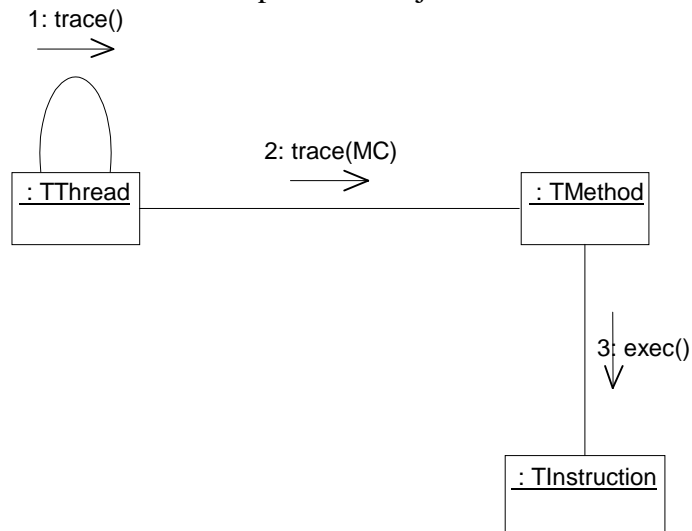 1: trace()
2: trace(MC)
: TThread
: TMethod
3: exec()
: TInstruction